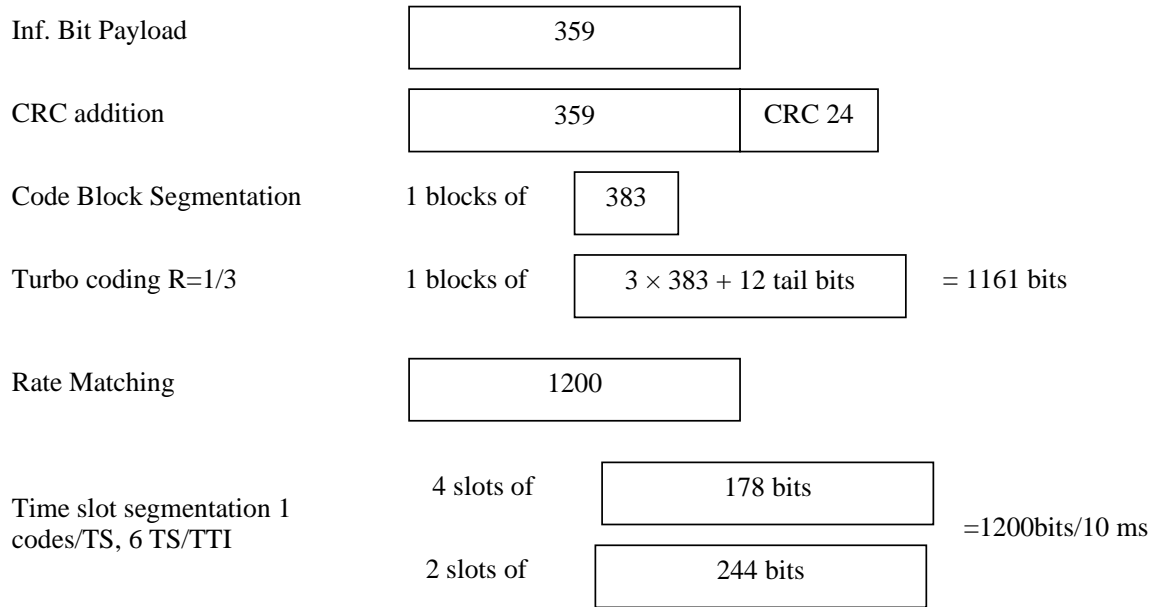 Inf. Bit Payload 359
CRC addition 359 CRC 24
Code Block Segmentation 1 blocks of 383
Turbo coding R=1/3 1 blocks of 3 × 383 + 12 tail bits = 1161 bits
Rate Matching 1200
4 slots of 178 bits
Time slot segmentation 1
codes/TS, 6 TS/TTI
=1200bits/10 ms
2 slots of 244 bits